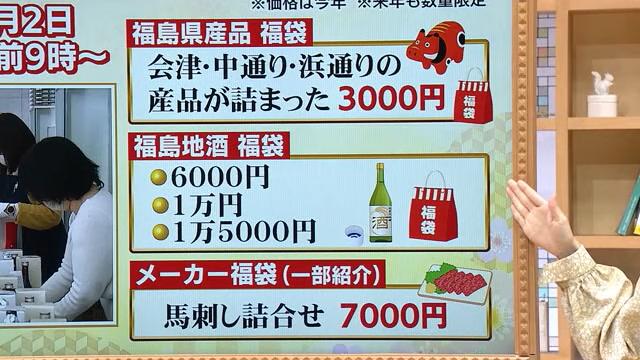 ※価格は今年 ※来年も数量限定
月2日
前9時〜
福島県産品 福袋
会津・中通り・浜通りの
産品が詰まった 3000円
福袋
福島地酒 福袋
6000円
1万円
1万5000円
酒
福袋
メーカー福袋(一部紹介)
馬刺し詰合せ 7000円